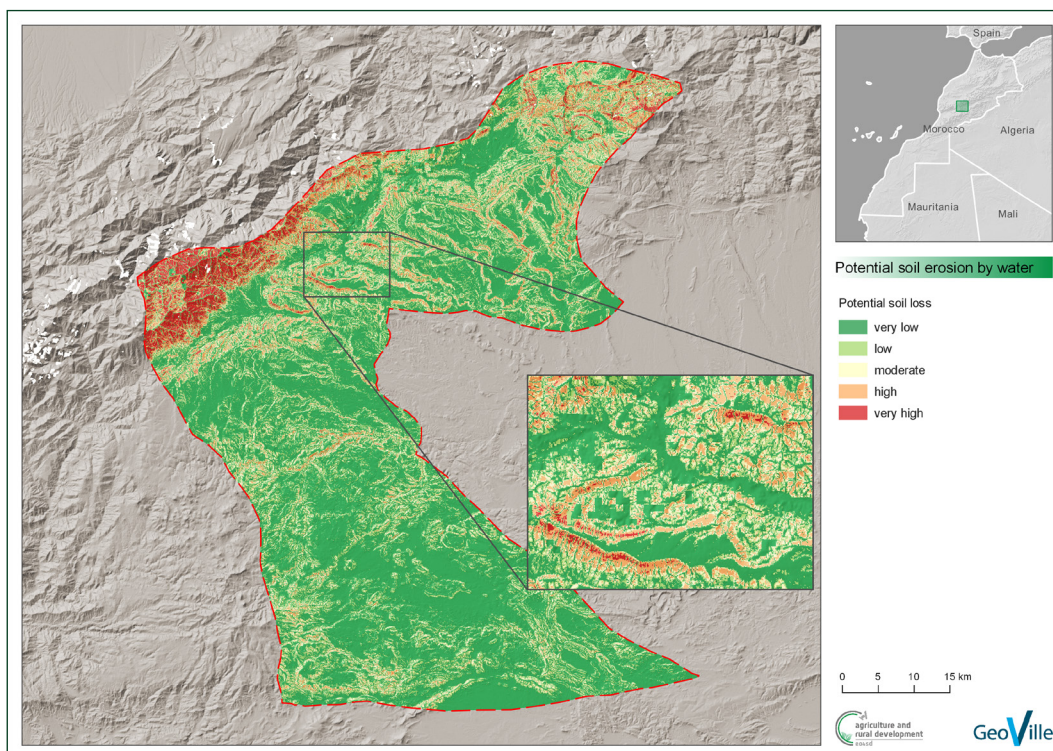 Spain
Morocco
Algeria
Mauritania
Mali
Potential soil erosion by water
Potential soil loss
very low
low
moderate
high
very high
0 5 10 15 km
agriculture and
rural development
eo4sd
GeoVille